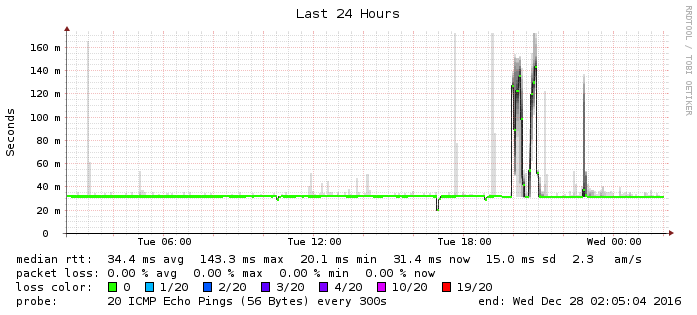 Last 24 Hours
RRDTOOL / TOBI OETIKER
Seconds
160 m
140 m
120 m
100 m
80 m
60 m
40 m
20 m
0
Tue 06:00 Tue 12:00 Tue 18:00 Wed 00:00
median rtt: 34.4 ms avg 143.3 ms max 20.1 ms min 31.4 ms now 15.0 ms sd 2.3 am/s
packet loss: 0.00 % avg 0.00 % max 0.00 % min 0.00 % now
loss color: 0 1/20 2/20 3/20 4/20 10/20 19/20
probe: 20 ICMP Echo Pings (56 Bytes) every 300s end: Wed Dec 28 02:05:04 2016